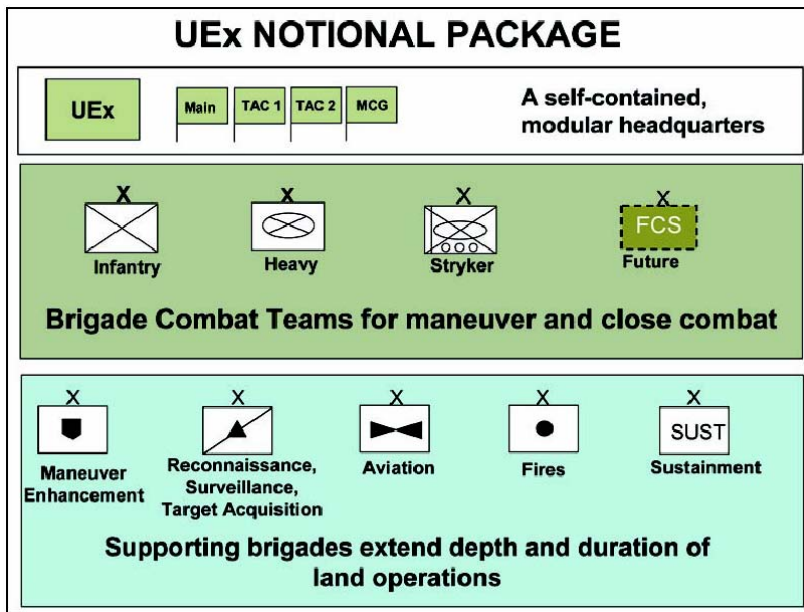 UEx NOTIONAL PACKAGE
UEx
Main
TAC 1
TAC 2
MCG
A self-contained,
modular headquarters
X
X
X
X
FCS
Infantry
Heavy
Stryker
Future
Brigade Combat Teams for maneuver and close combat
X
X
X
X
X
SUST
Maneuver
Enhancement
Reconnaissance,
Surveillance,
Target Acquisition
Aviation
Fires
Sustainment
Supporting brigades extend depth and duration of
land operations